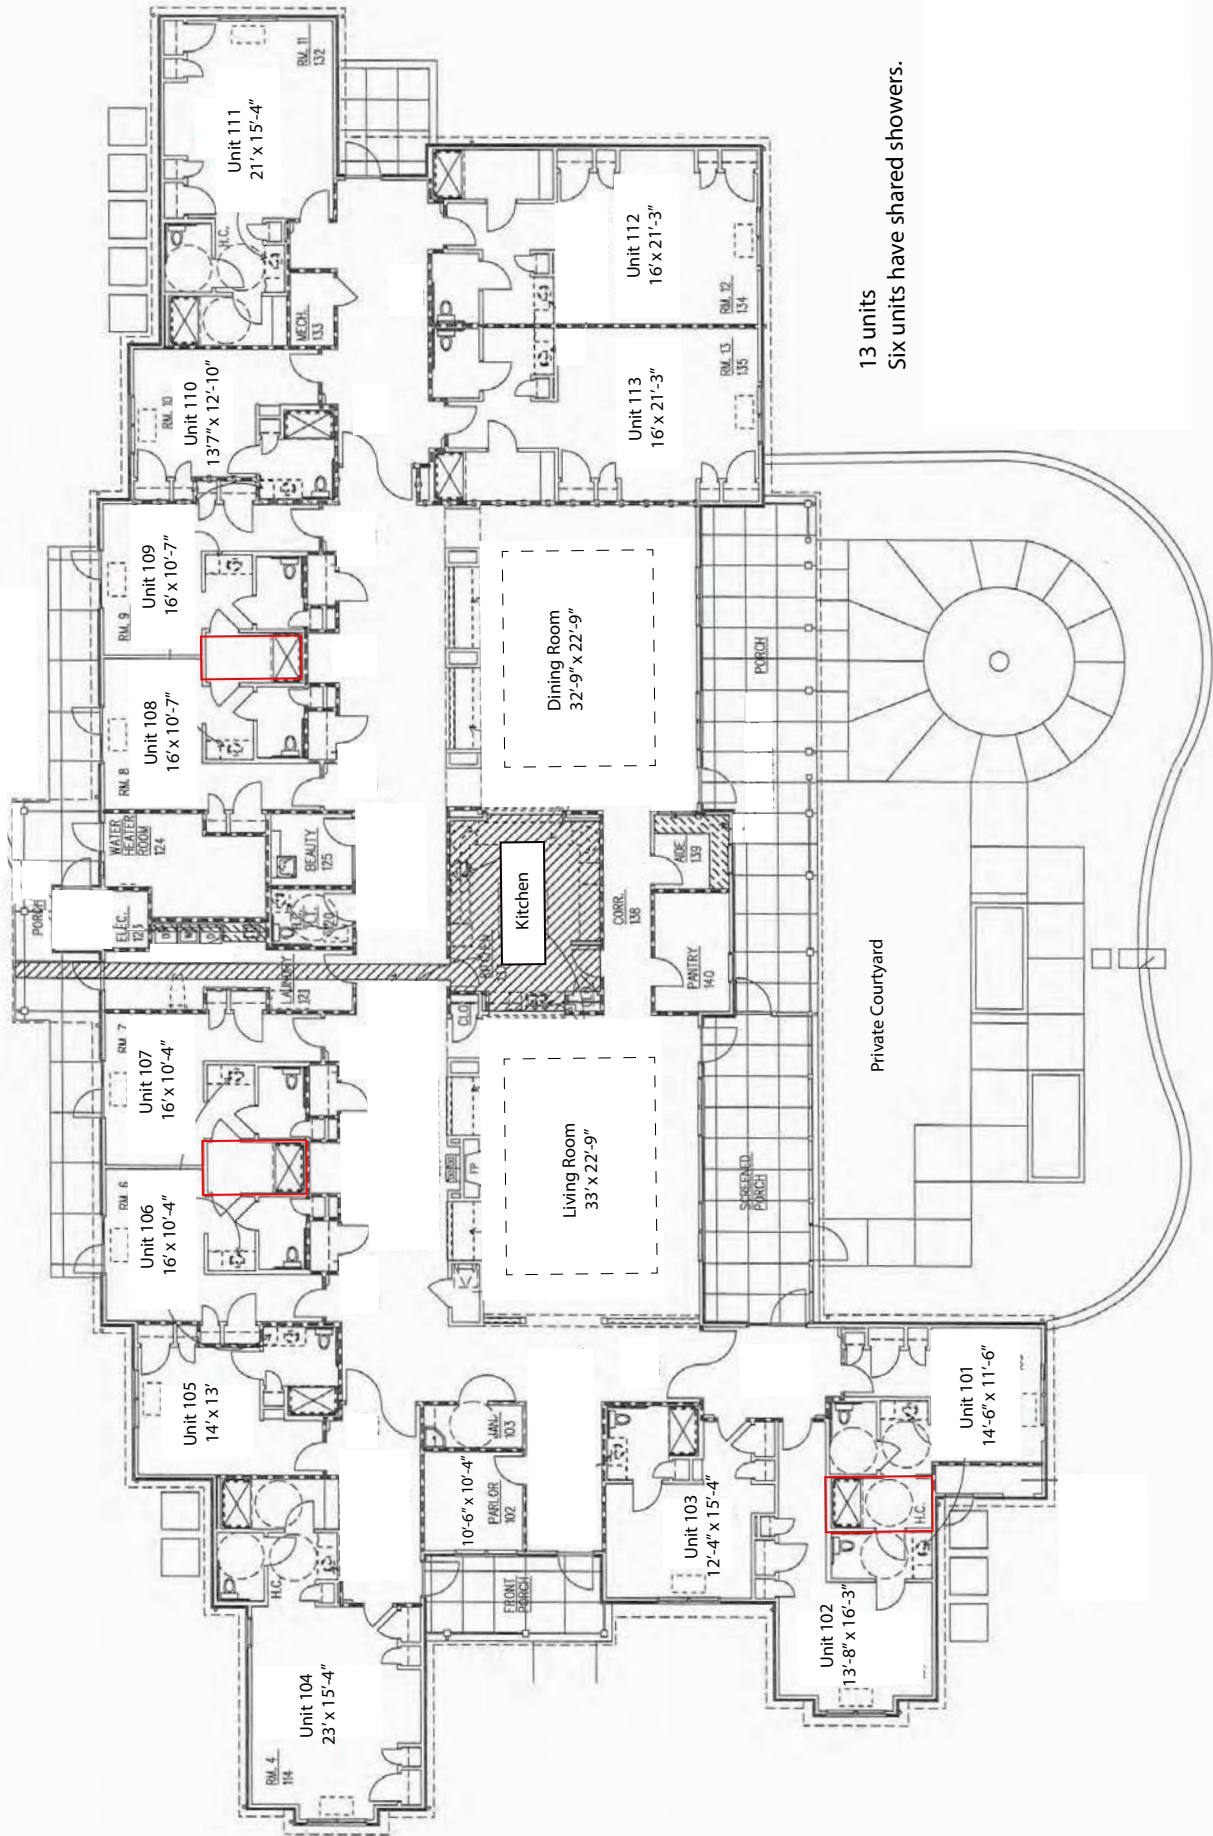 Unit 111
21' x 15'-4"
RM. 11
132
H.C.
MECH.
133
RM. 10
Unit 110
13'7" x 12'-10"
Unit 112
16' x 21'-3"
RM. 12
134
Unit 113
16' x 21'-3"
RM. 13
135
13 units
Six units have shared showers.
Unit 109
16' x 10'-7"
RM. 9
Unit 108
16' x 10'-7"
RM. 8
Dining Room
32'-9" x 22'-9"
PORCH
WATER
HEATER
ROOM
124
BEAUTY
125
PORCH
ELEC.
123
LAUNDRY
121
Kitchen
CORR.
138
AIDE
139
PANTRY
140
CLO
Private Courtyard
RM 7
Unit 107
16' x 10'-4"
RM 6
Unit 106
16' x 10'-4"
FP
Living Room
33' x 22'-9"
SCREENED
PORCH
Unit 105
14' x 13'
JAN.
103
10'-6" x 10'-4"
PARLOR
102
FRONT
PORCH
Unit 103
12'-4" x 15'-4"
Unit 101
14'-6" x 11'-6"
H.C.
Unit 102
13'-8" x 16'-3"
H.C.
Unit 104
23' x 15'-4"
RM. 4
114